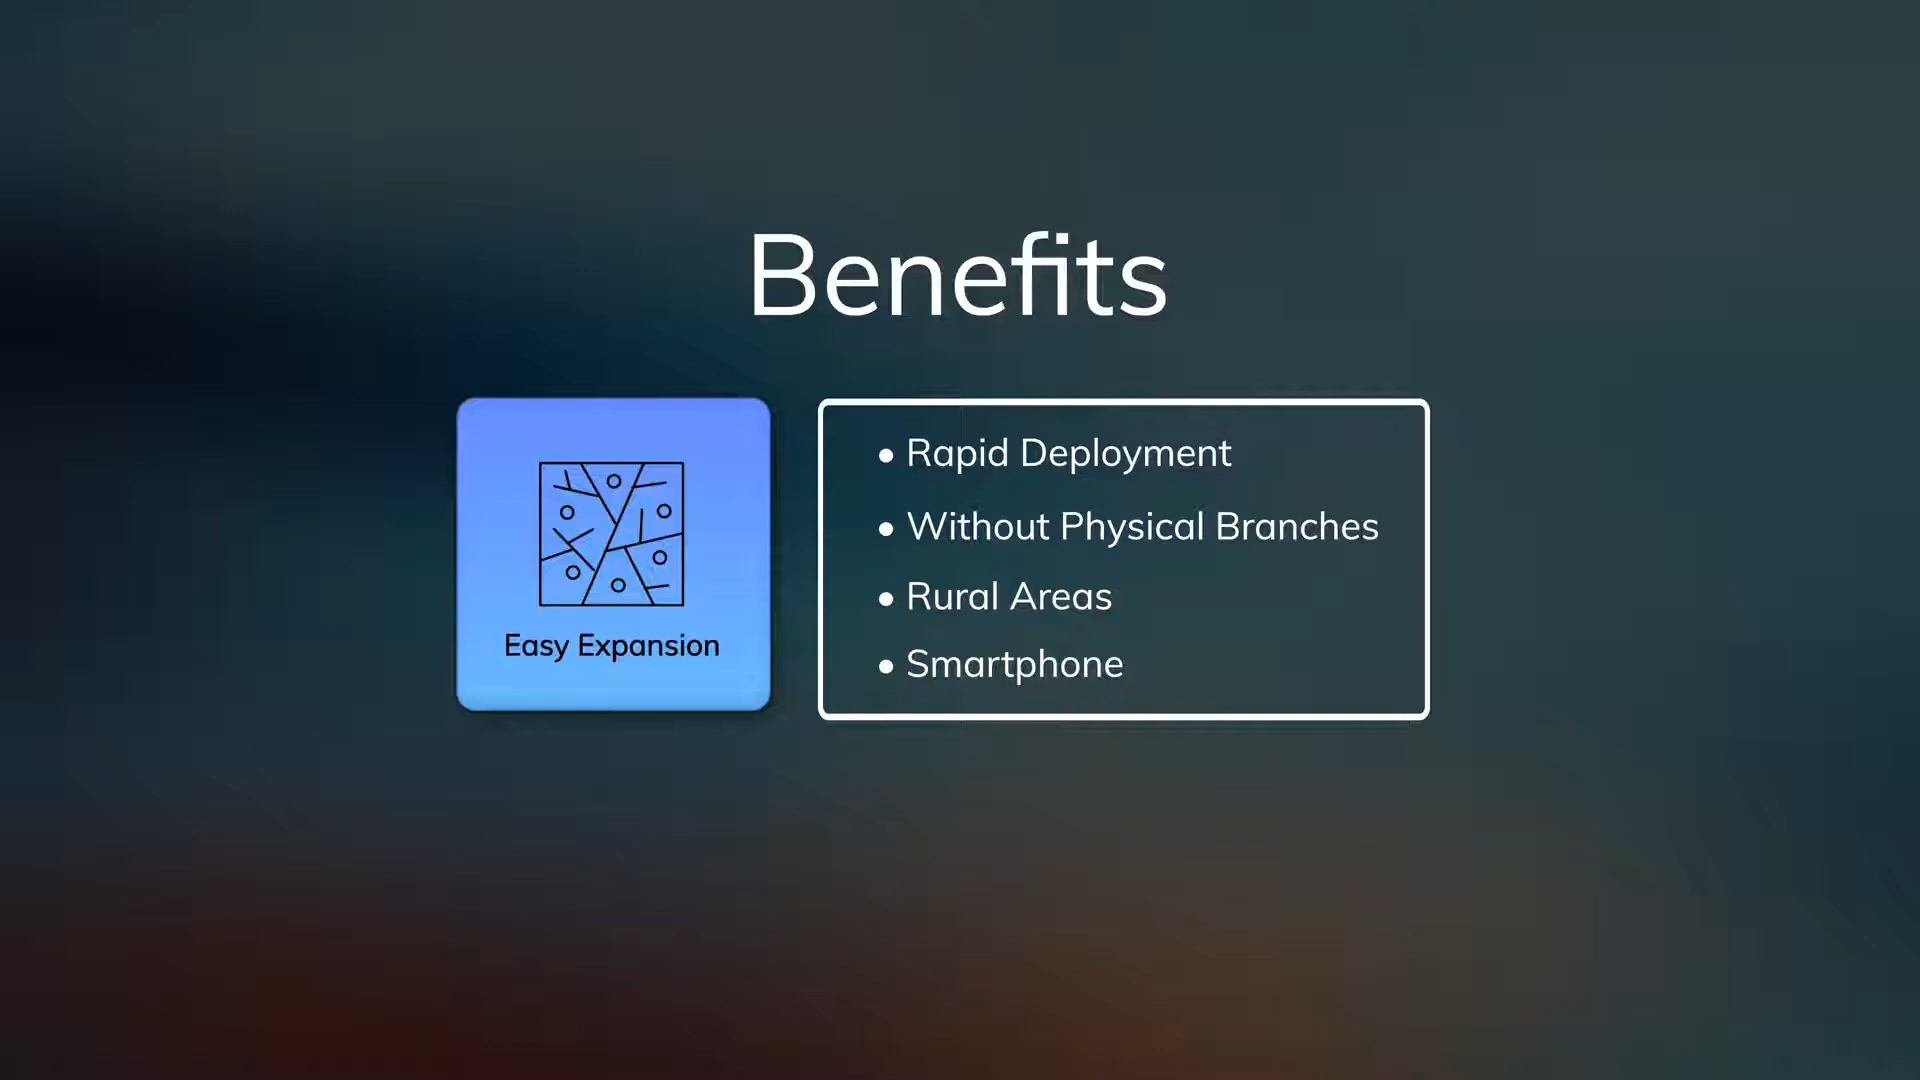 Benefits
Easy Expansion
• Rapid Deployment
• Without Physical Branches
• Rural Areas
• Smartphone